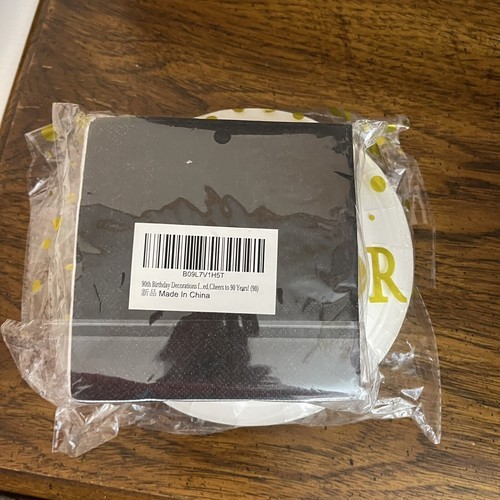 B09L7V1H5T
90th Birthday Decorations f...ed,Cheers to 90 Years! (90)
新品 Made In China
R